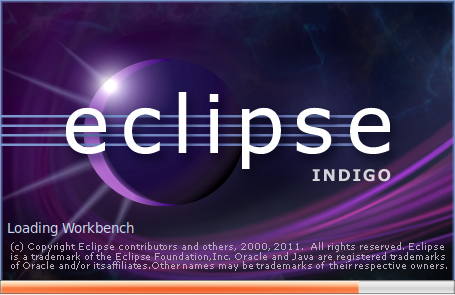 eclipse
INDIGO
Loading Workbench
(c) Copyright Eclipse contributors and others, 2000, 2011. All rights reserved. Eclipse
is a trademark of the Eclipse Foundation,Inc. Oracle and Java are registered trademarks
of Oracle and/or itsaffiliates.Other names may be trademarks of their respective owners.